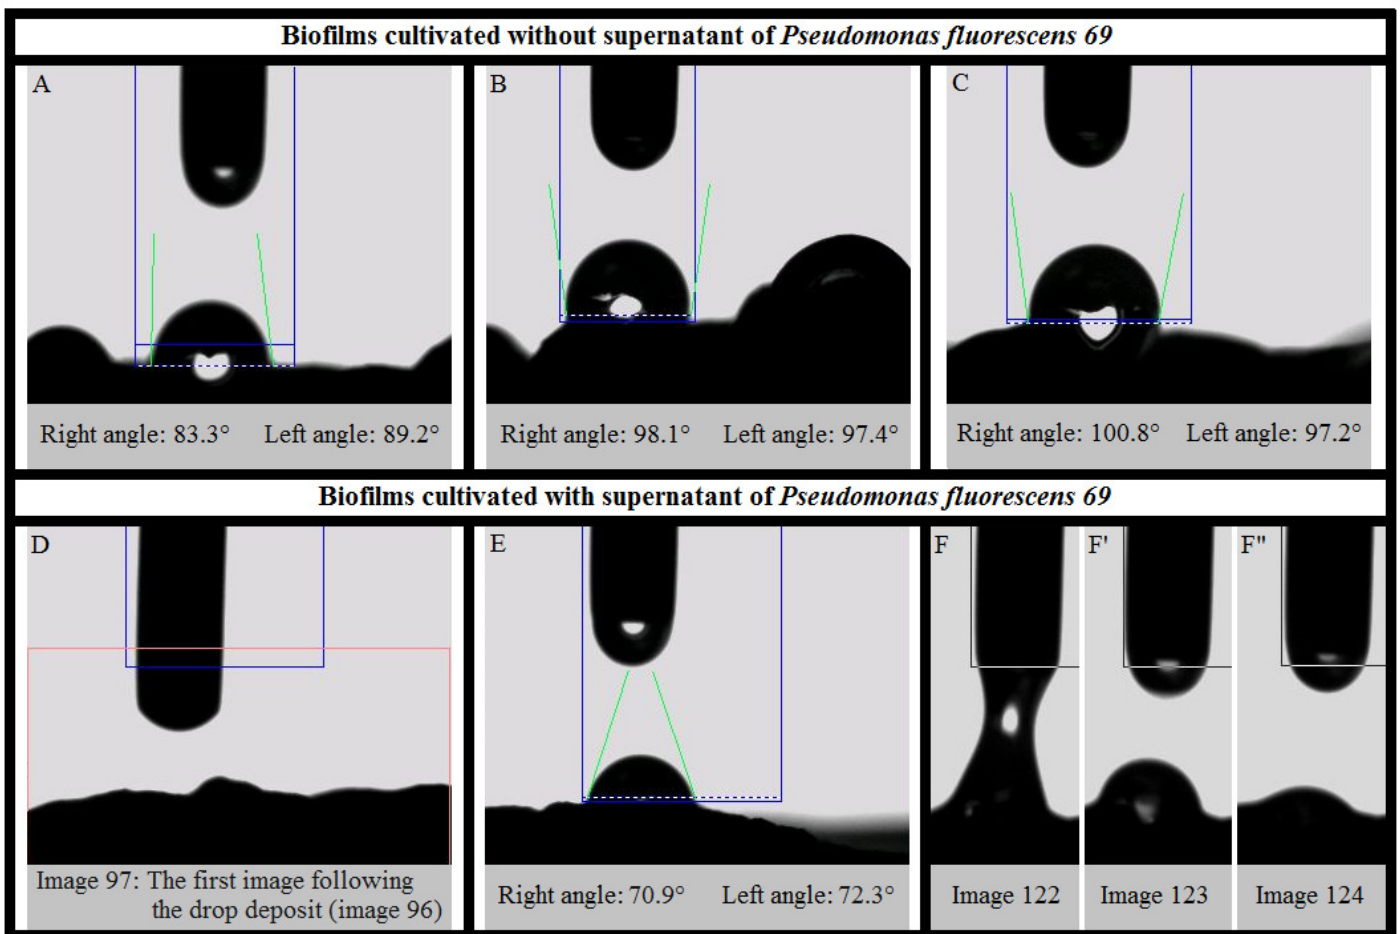 Biofilms cultivated without supernatant of Pseudomonas fluorescens 69
A
B
C
Right angle: 83.3° Left angle: 89.2°
Right angle: 98.1° Left angle: 97.4°
Right angle: 100.8° Left angle: 97.2°
Biofilms cultivated with supernatant of Pseudomonas fluorescens 69
D
E
F
F'
F"
Image 97: The first image following
the drop deposit (image 96)
Right angle: 70.9° Left angle: 72.3°
Image 122
Image 123
Image 124